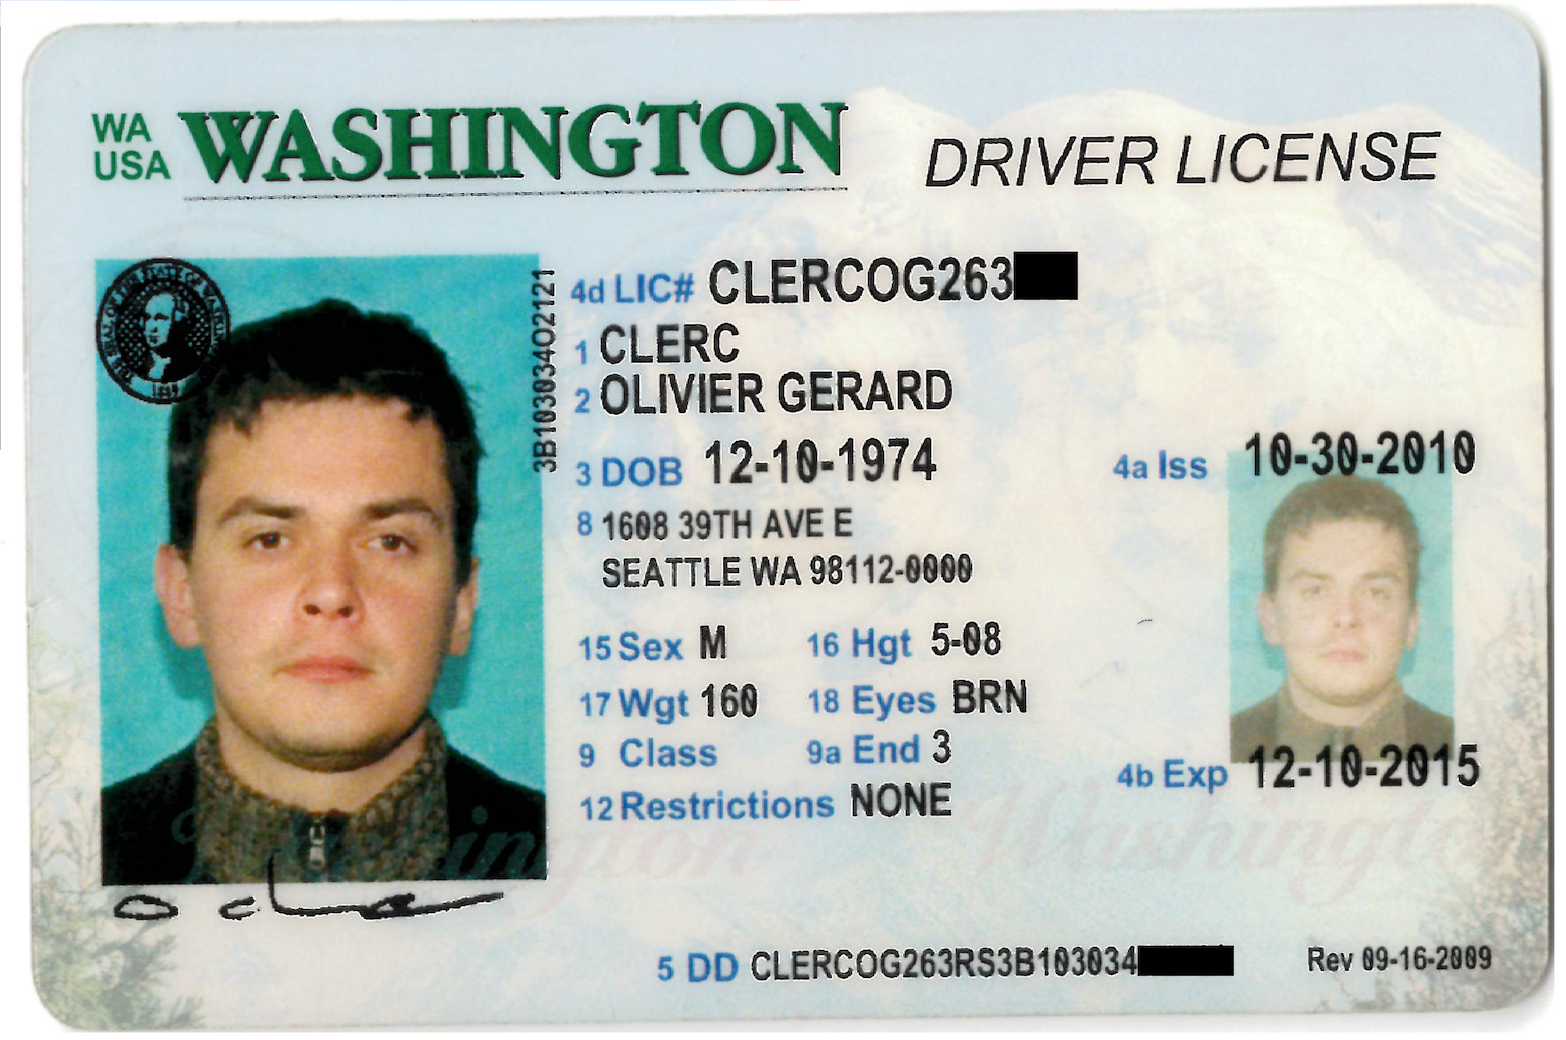 WA WASHINGTON DRIVER LICENSE
USA
4d LIC# CLERCOG263
1 CLERC
2 OLIVIER GERARD
3 DOB 12-10-1974
4a Iss 10-30-2010
8 1608 39TH AVE E
SEATTLE WA 98112-0000
15 Sex M 16 Hgt 5-08
17 Wgt 160 18 Eyes BRN
9 Class 9a End 3
12 Restrictions NONE
4b Exp 12-10-2015
3B103034O2121
5 DD CLERCOG263RS3B103034
Rev 09-16-2009
Washington